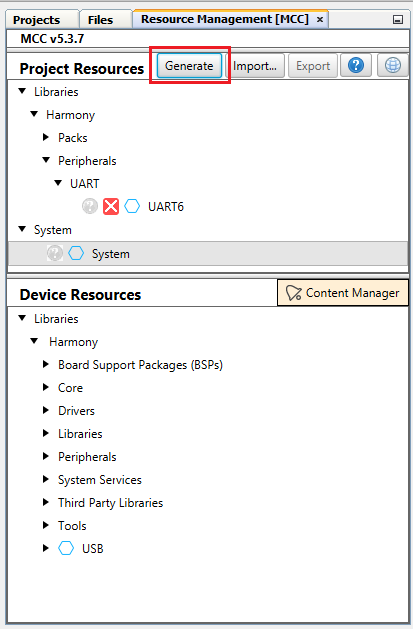 Projects Files Resource Management [MCC] ×
MCC v5.3.7
Project Resources Generate Import... Export ?
Libraries
Harmony
Packs
Peripherals
UART
? UART6
System
? System
Device Resources Content Manager
Libraries
Harmony
Board Support Packages (BSPs)
Core
Drivers
Libraries
Peripherals
System Services
Third Party Libraries
Tools
USB